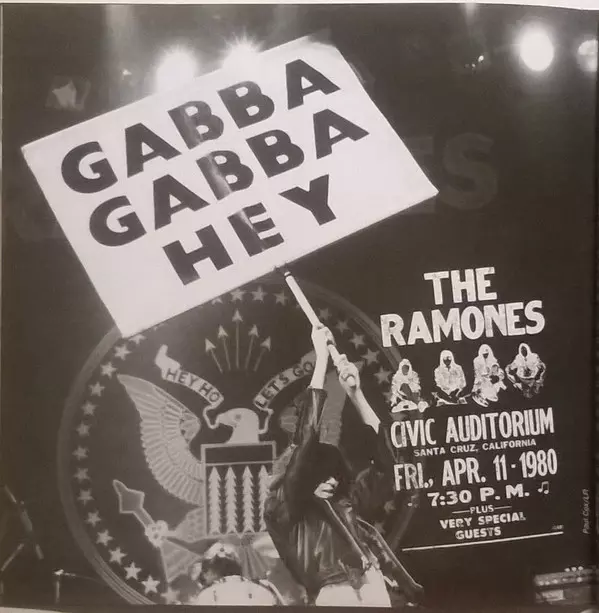 GABBA
GABBA
HEY
HEY HO
LET'S GO
THE
RAMONES
CIVIC AUDITORIUM
SANTA CRUZ, CALIFORNIA
FRI., APR. 11-1980
♫ 7:30 P.M. ♫
-PLUS-
VERY SPECIAL
GUESTS